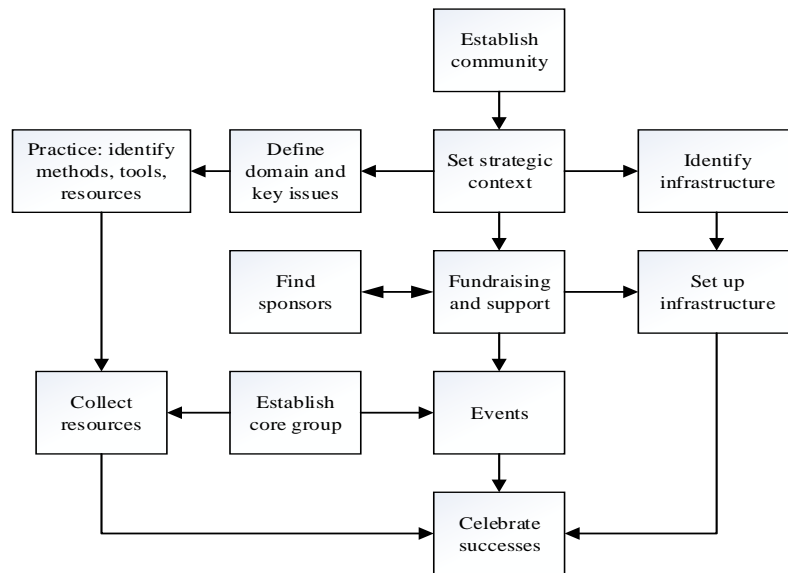 Establish
community
Practice: identify
methods, tools,
resources
Define
domain and
key issues
Set strategic
context
Identify
infrastructure
Find
sponsors
Fundraising
and support
Set up
infrastructure
Collect
resources
Establish
core group
Events
Celebrate
successes